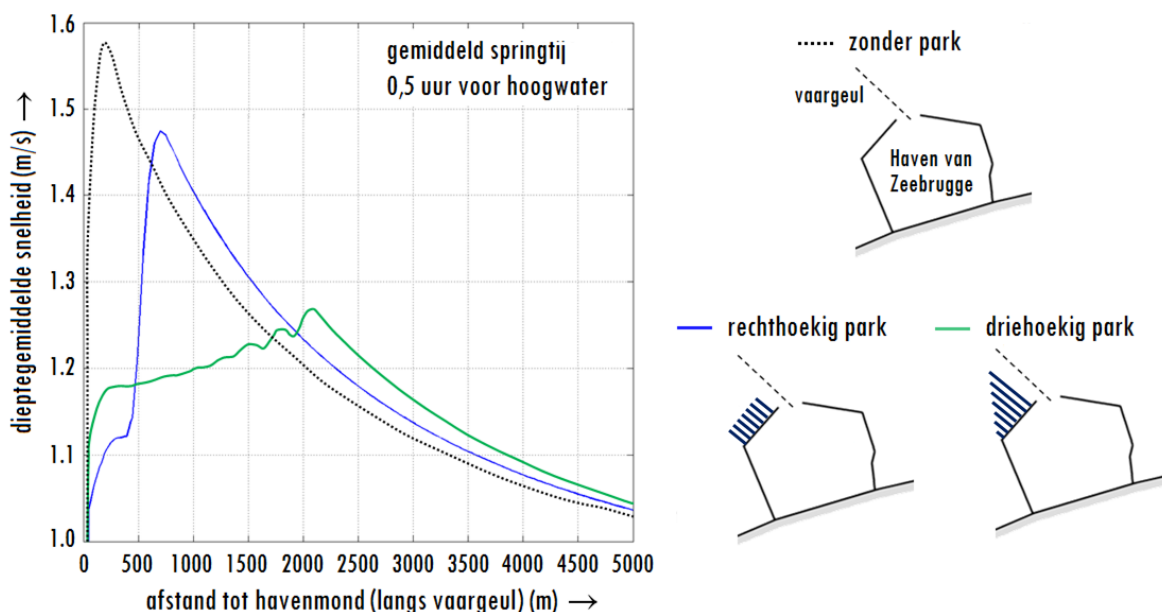 dieptegemiddelde snelheid (m/s) →
1.6
1.5
1.4
1.3
1.2
1.1
1.0
gemiddeld springtij
0,5 uur voor hoogwater
0 500 1000 1500 2000 2500 3000 3500 4000 4500 5000
afstand tot havenmond (langs vaargeul) (m) →
zonder park
vaargeul
Haven van
Zeebrugge
rechthoekig park
driehoekig park